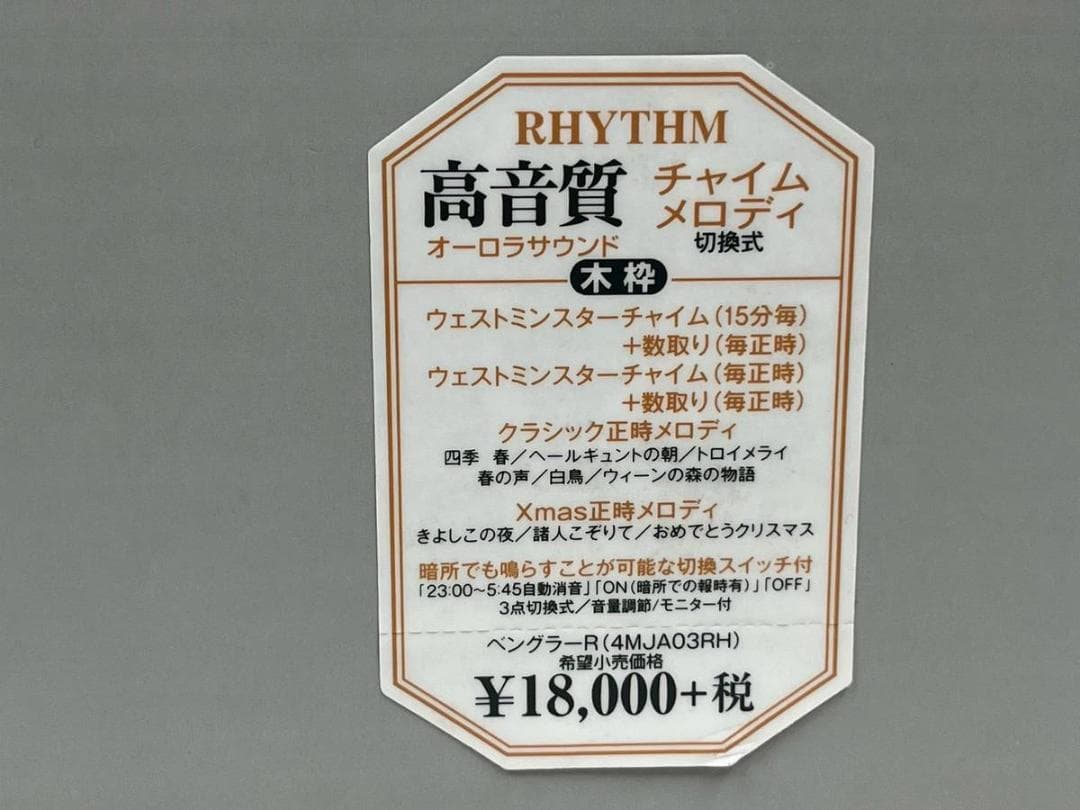 RHYTHM
高音質
オーロラサウンド
チャイム
メロディ
切換式
木枠
ウェストミンスターチャイム(15分毎)
+数取り(毎正時)
ウェストミンスターチャイム(毎正時)
+数取り(毎正時)
クラシック正時メロディ
四季 春/ヘールギュントの朝/トロイメライ
春の声/白鳥/ウィーンの森の物語
Xmas正時メロディ
きよしこの夜/諸人こぞりて/おめでとうクリスマス
暗所でも鳴らすことが可能な切換スイッチ付
「23:00~5:45自動消音」「ON(暗所での報時有)」「OFF」
3点切換式/音量調節/モニター付
ベングラーR(4MJA03RH)
希望小売価格
¥18,000+税